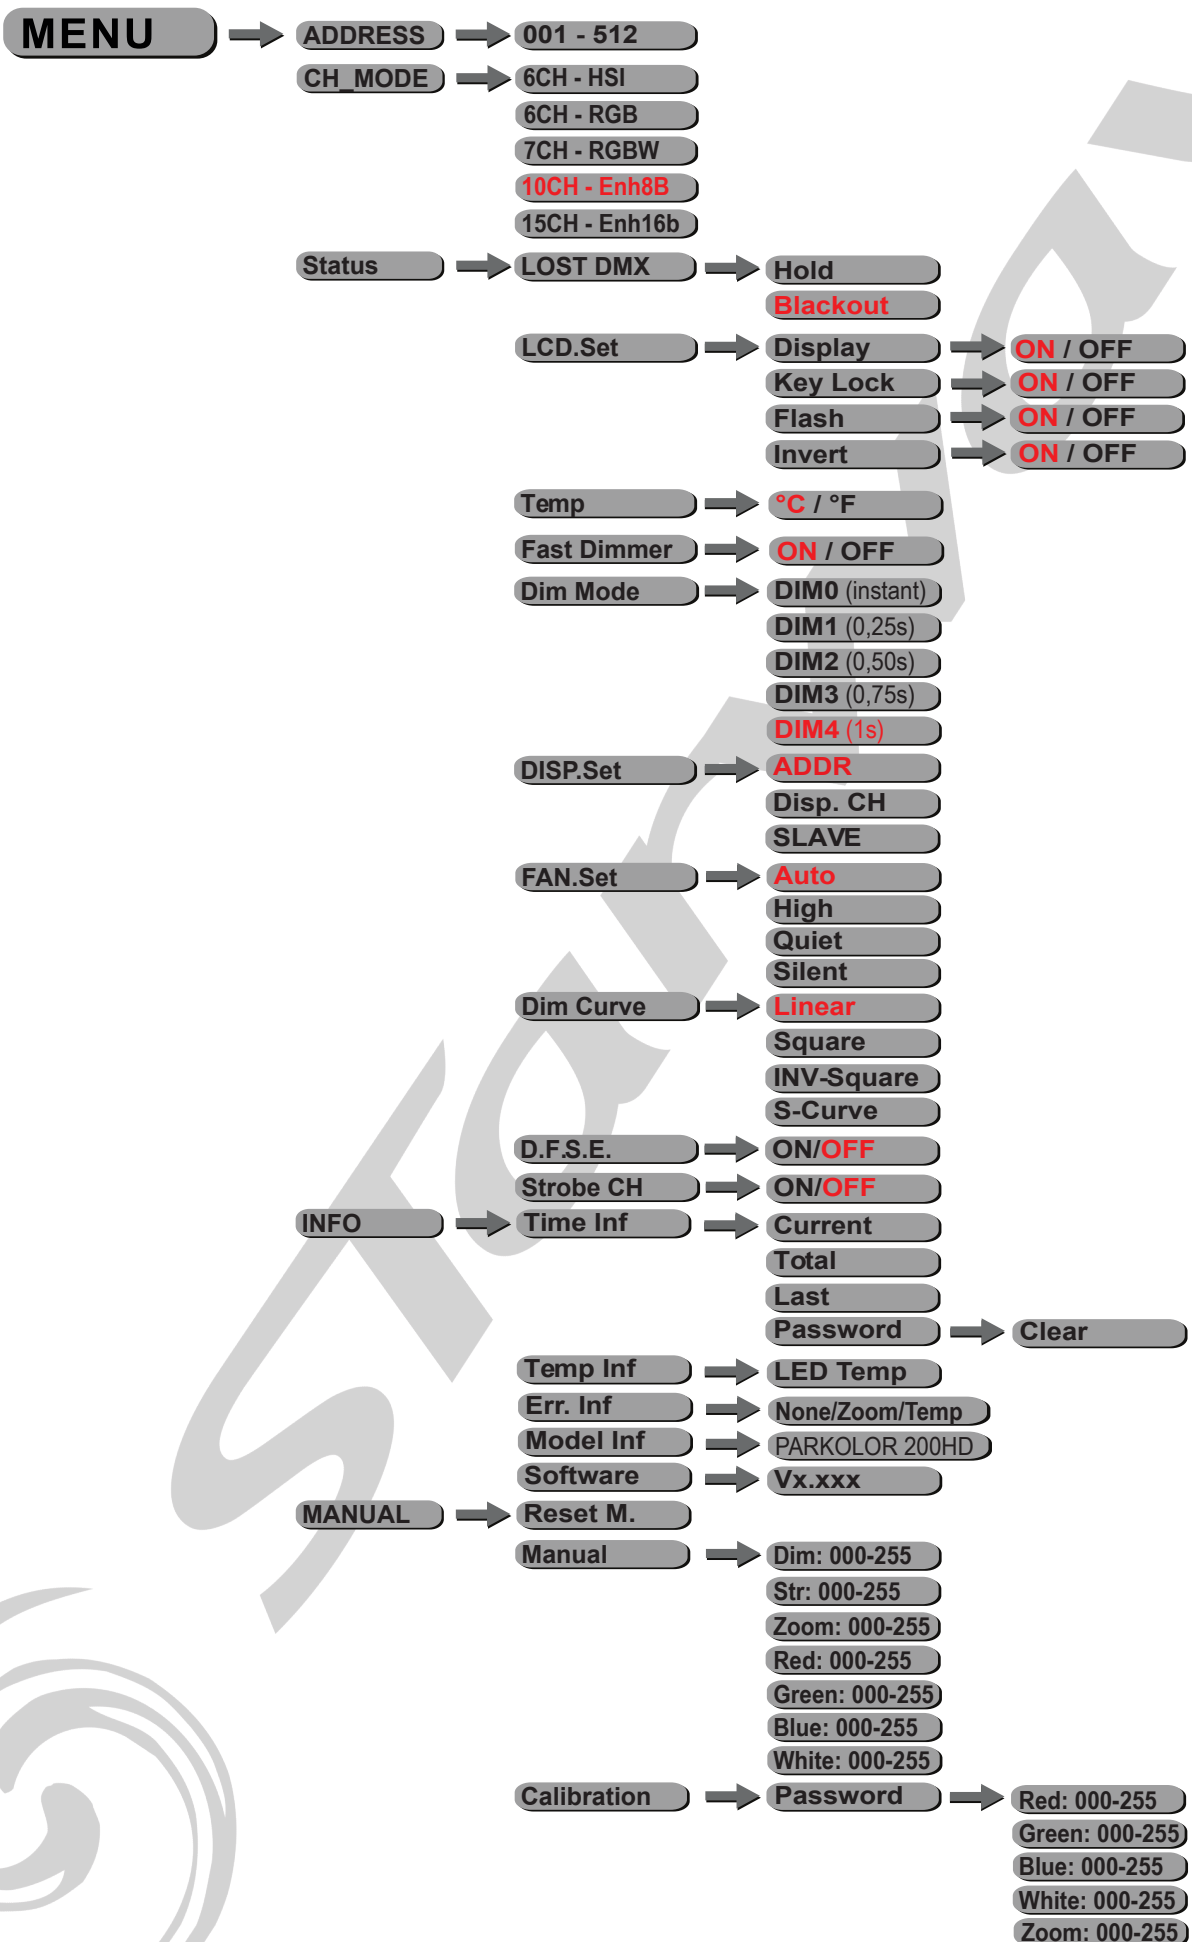 MENU ADDRESS 001 - 512
CH_MODE 6CH - HSI
6CH - RGB
7CH - RGBW
10CH - Enh8B
15CH - Enh16b
Status LOST DMX Hold
Blackout
LCD.Set Display ON / OFF
Key Lock ON / OFF
Flash ON / OFF
Invert ON / OFF
Temp °C / °F
Fast Dimmer ON / OFF
Dim Mode DIM0 (instant)
DIM1 (0,25s)
DIM2 (0,50s)
DIM3 (0,75s)
DIM4 (1s)
DISP.Set ADDR
Disp. CH
SLAVE
FAN.Set Auto
High
Quiet
Silent
Dim Curve Linear
Square
INV-Square
S-Curve
D.F.S.E. ON/OFF
Strobe CH ON/OFF
INFO Time Inf Current
Total
Last
Password Clear
Temp Inf LED Temp
Err. Inf None/Zoom/Temp
Model Inf PARKOLOR 200HD
Software Vx.xxx
MANUAL Reset M.
Manual Dim: 000-255
Str: 000-255
Zoom: 000-255
Red: 000-255
Green: 000-255
Blue: 000-255
White: 000-255
Calibration Password Red: 000-255
Green: 000-255
Blue: 000-255
White: 000-255
Zoom: 000-255